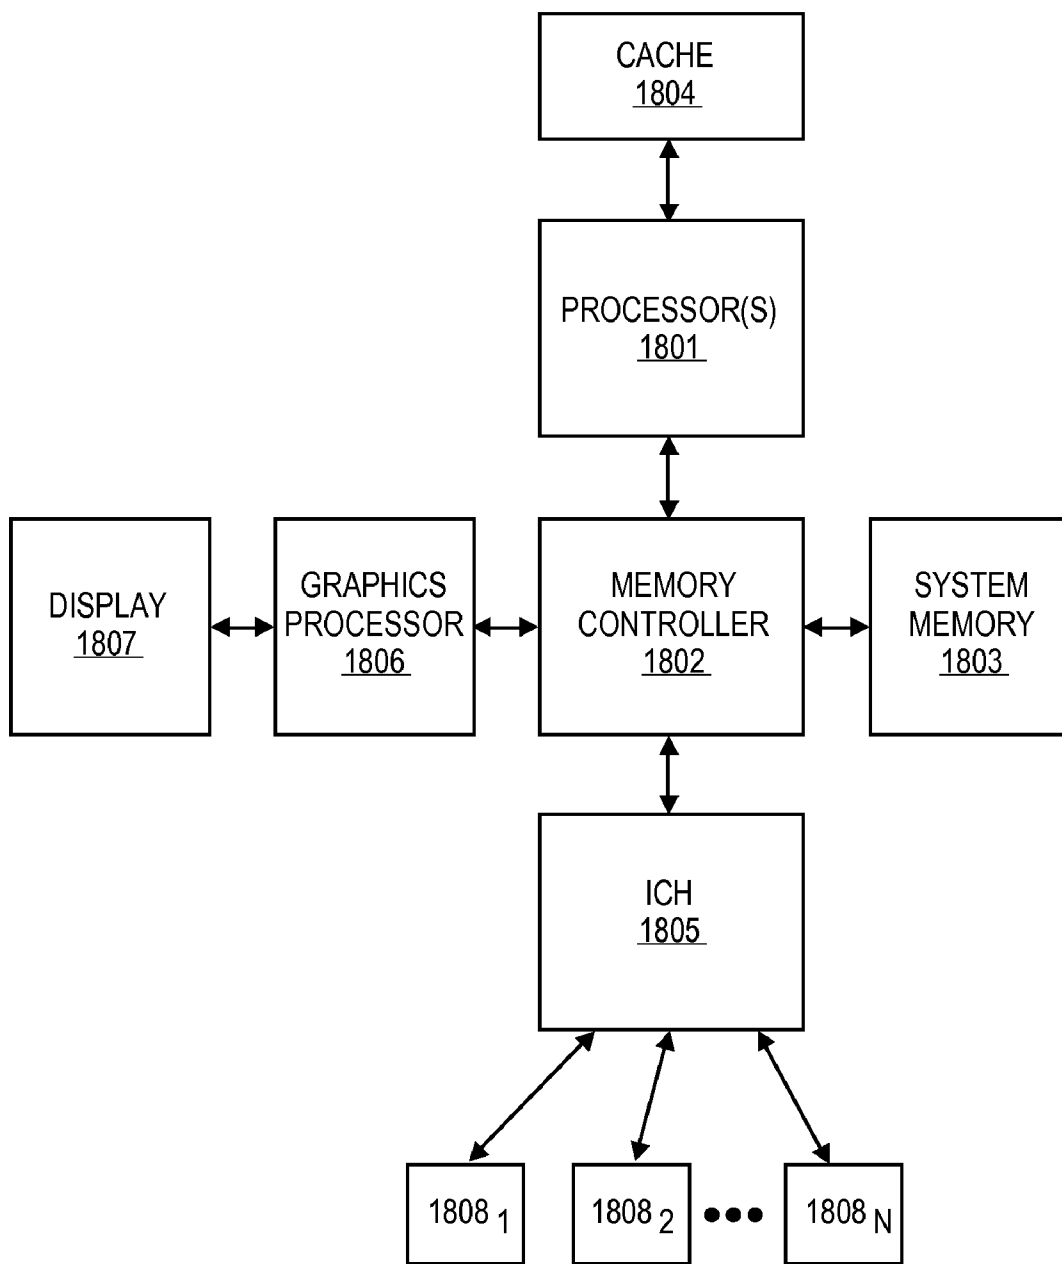 CACHE
1804
PROCESSOR(S)
1801
DISPLAY
1807
GRAPHICS
PROCESSOR
1806
MEMORY
CONTROLLER
1802
SYSTEM
MEMORY
1803
ICH
1805
1808 1
1808 2
1808 N